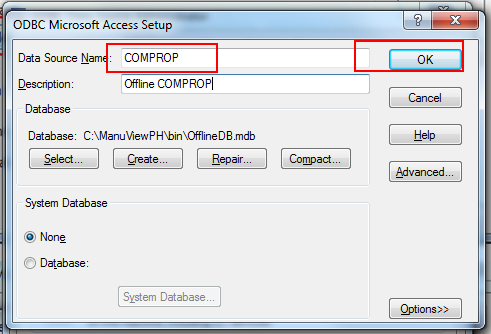 ODBC Microsoft Access Setup
Data Source Name: COMPROP
OK
Description: Offline COMPROP
Cancel
Database
Help
Database: C:\ManuViewPH\bin\OfflineDB.mdb
Select... Create... Repair... Compact...
Advanced...
System Database
None
Database:
System Database...
Options>>